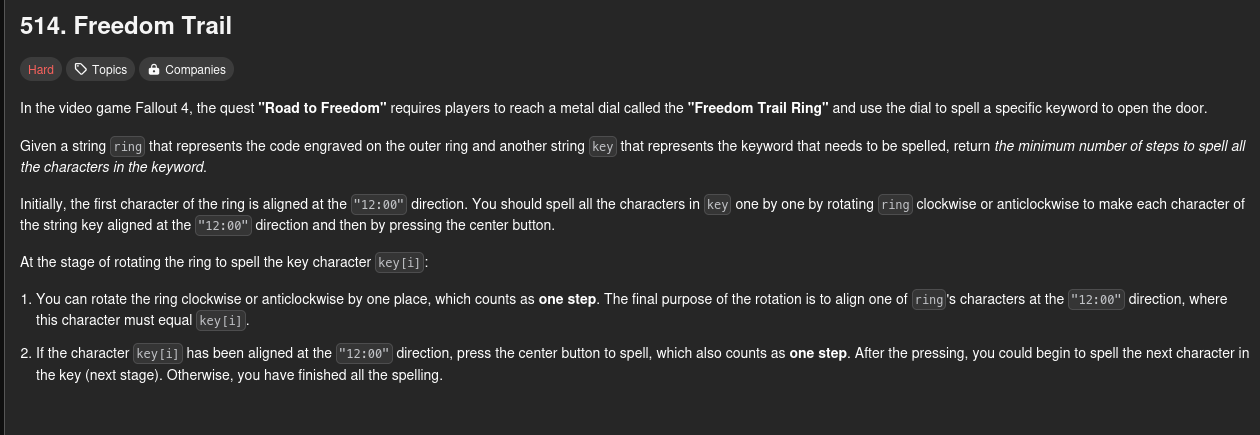 514. Freedom Trail
Hard Topics Companies
In the video game Fallout 4, the quest "Road to Freedom" requires players to reach a metal dial called the "Freedom Trail Ring" and use the dial to spell a specific keyword to open the door.
Given a string ring that represents the code engraved on the outer ring and another string key that represents the keyword that needs to be spelled, return the minimum number of steps to spell all
the characters in the keyword.
Initially, the first character of the ring is aligned at the "12:00" direction. You should spell all the characters in key one by one by rotating ring clockwise or anticlockwise to make each character of
the string key aligned at the "12:00" direction and then by pressing the center button.
At the stage of rotating the ring to spell the key character key[i]:
1. You can rotate the ring clockwise or anticlockwise by one place, which counts as one step. The final purpose of the rotation is to align one of ring's characters at the "12:00" direction, where
this character must equal key[i].
2. If the character key[i] has been aligned at the "12:00" direction, press the center button to spell, which also counts as one step. After the pressing, you could begin to spell the next character in
the key (next stage). Otherwise, you have finished all the spelling.